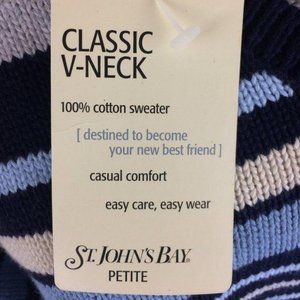 CLASSIC
V-NECK
100% cotton sweater
[ destined to become
your new best friend ]
casual comfort
easy care, easy wear
ST. JOHN'S BAY
PETITE